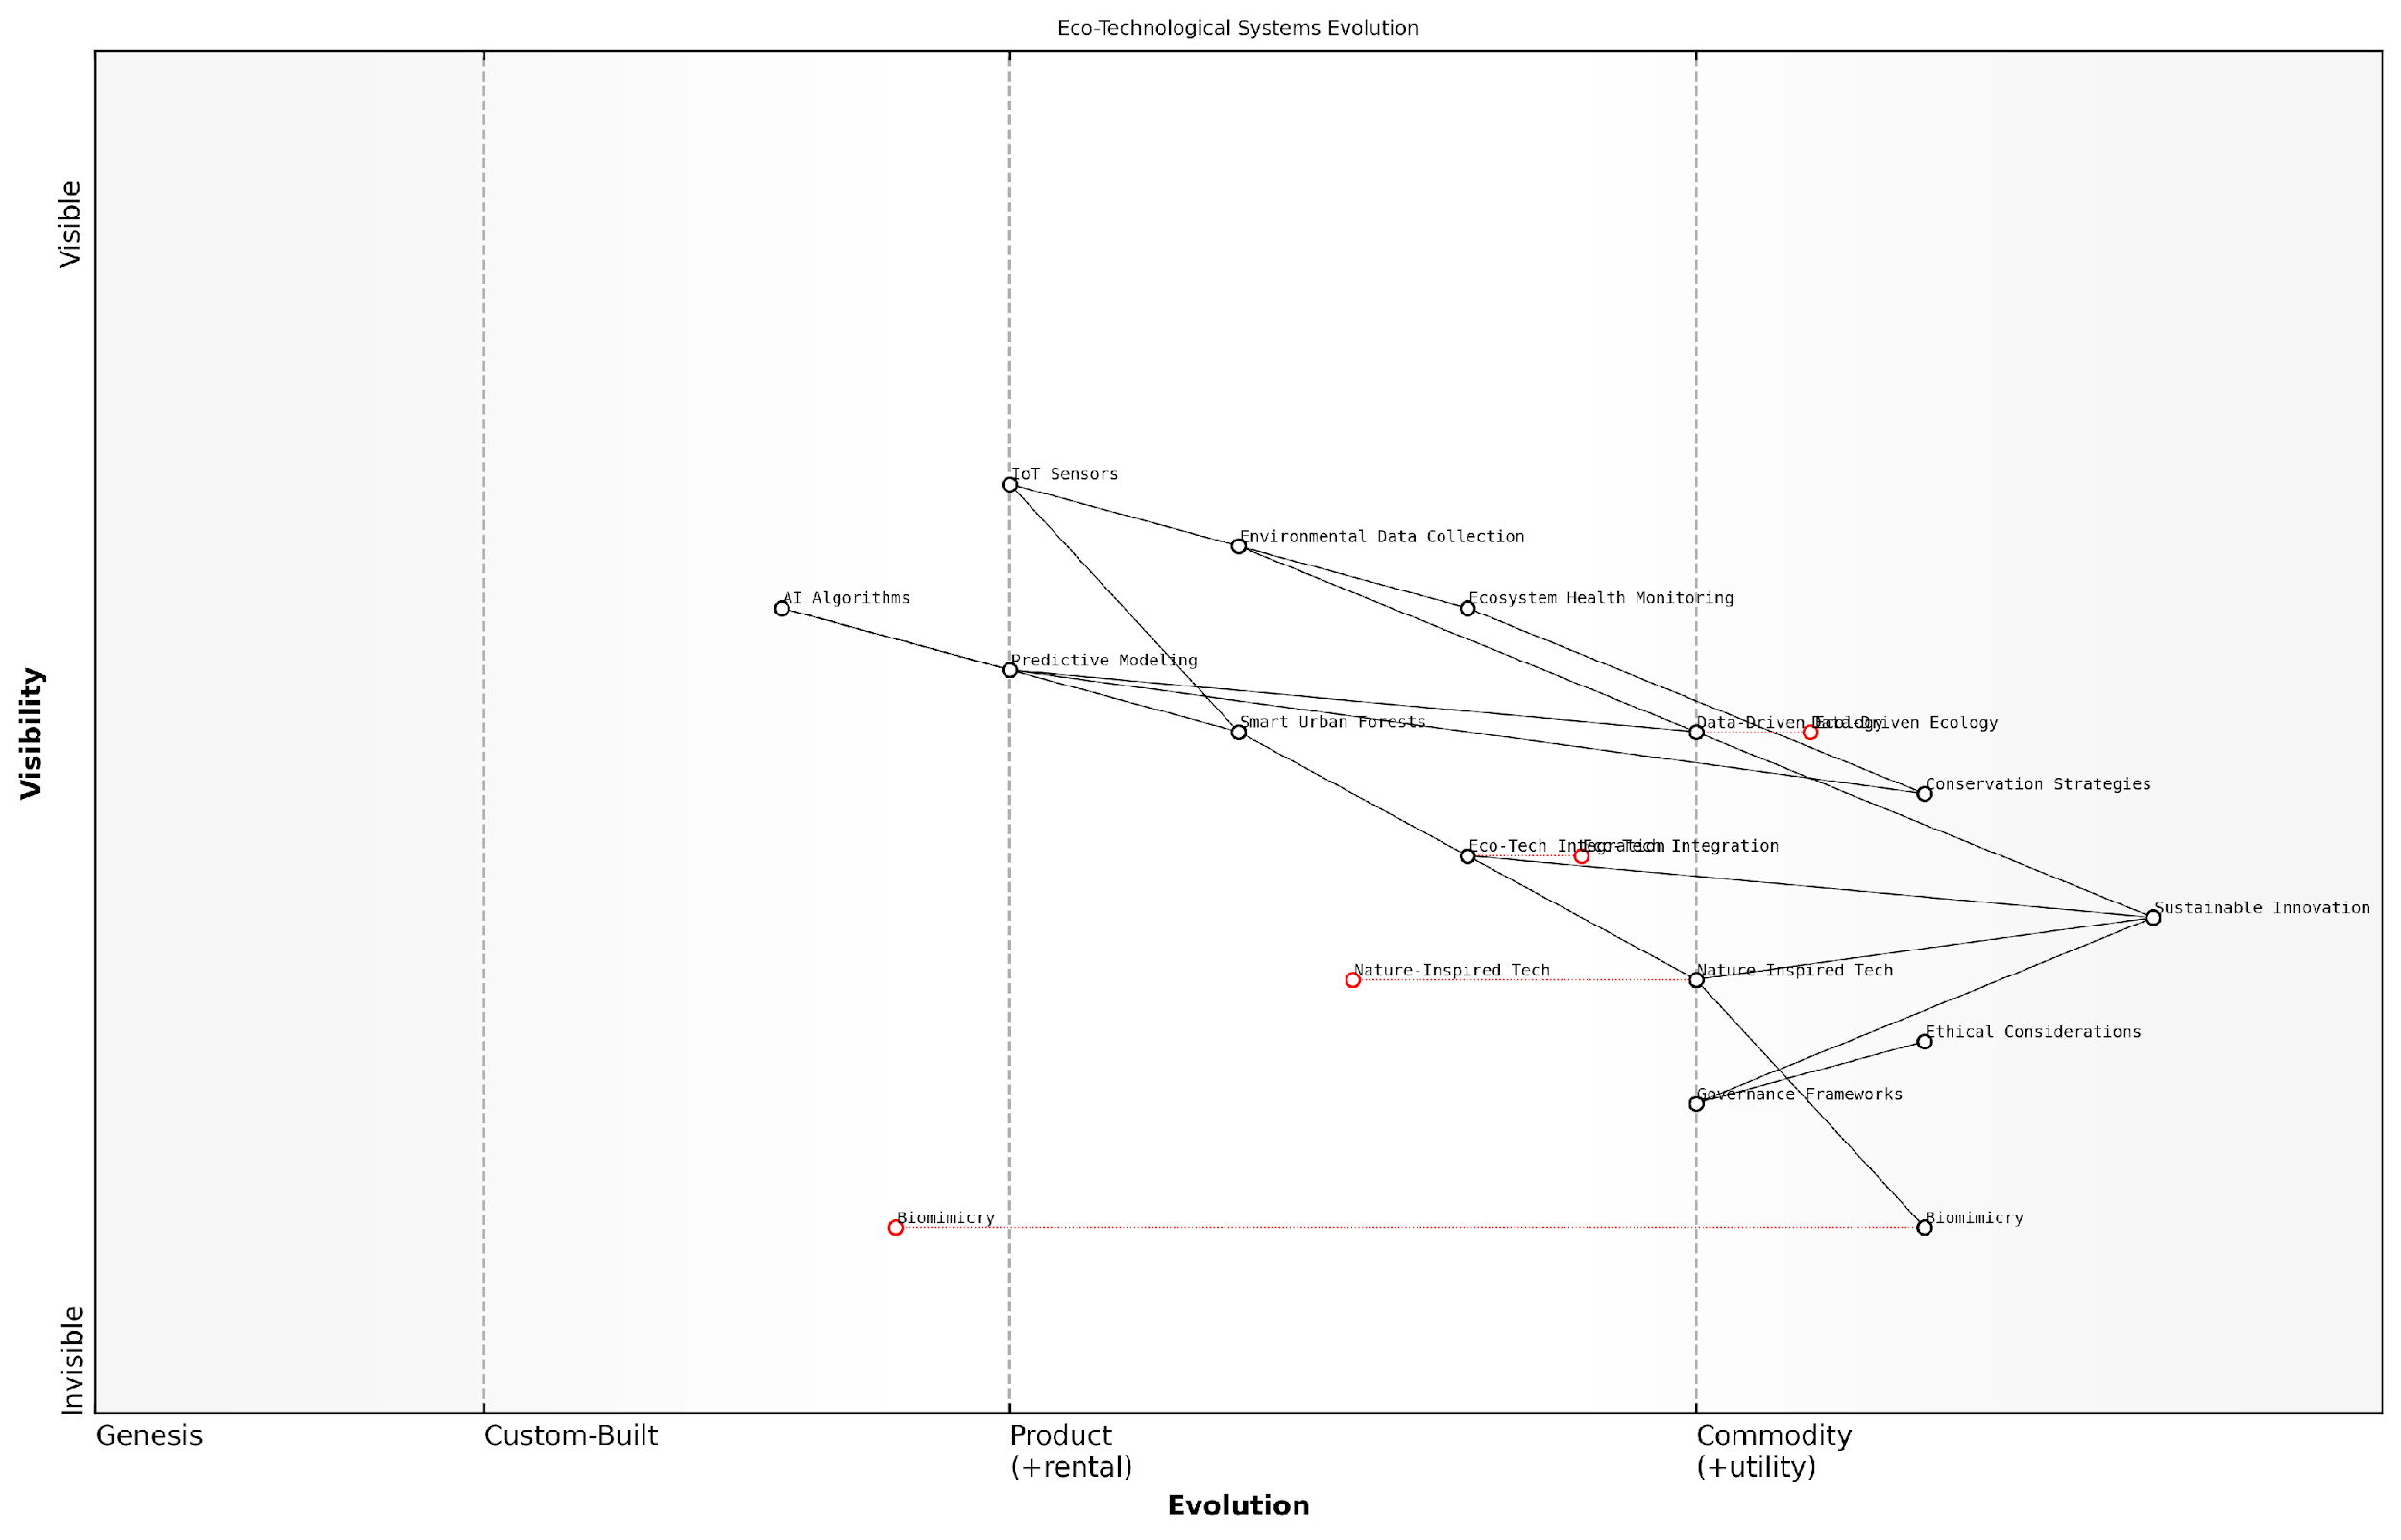 Eco-Technological Systems Evolution
Visible
IoT Sensors
Environmental Data Collection
AI Algorithms
Ecosystem Health Monitoring
Predictive Modeling
Smart Urban Forests
Data-Driven Ecology
Data-Driven Ecology
Conservation Strategies
Eco-Tech Integration
Eco-Tech Integration
Sustainable Innovation
Nature-Inspired Tech
Nature-Inspired Tech
Ethical Considerations
Governance Frameworks
Biomimicry
Biomimicry
Visibility
Invisible
Genesis
Custom-Built
Product
(+rental)
Commodity
(+utility)
Evolution